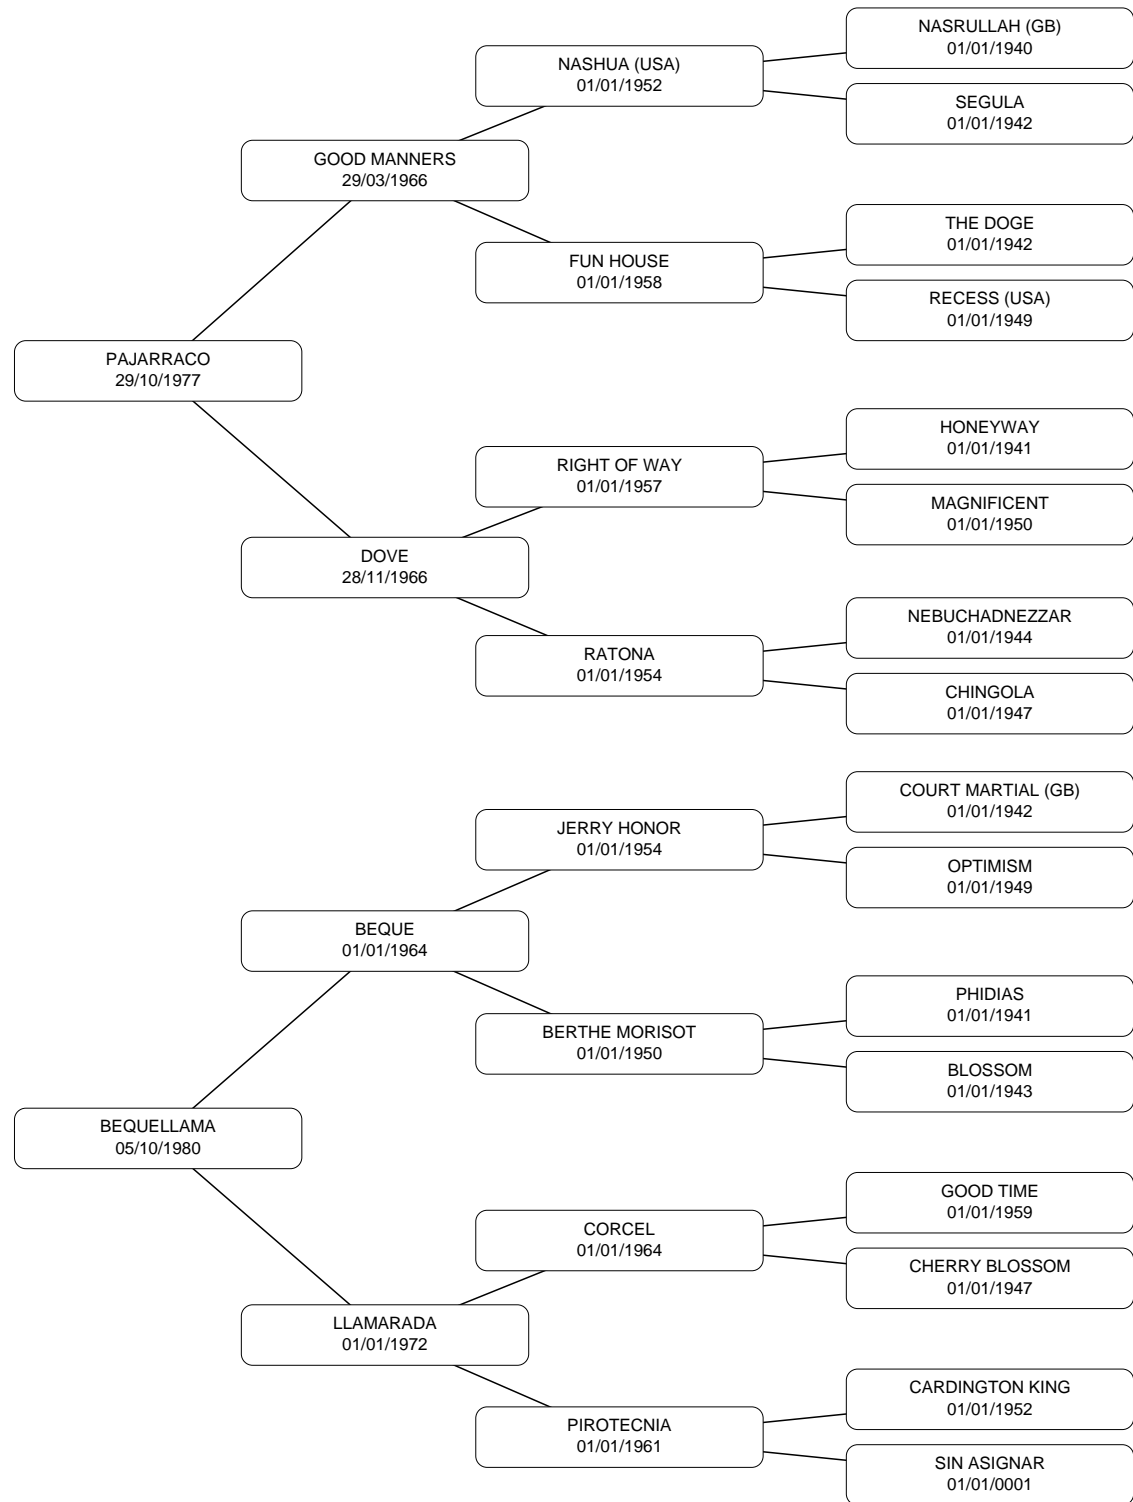 NASRULLAH (GB)
01/01/1940
NASHUA (USA)
01/01/1952
SEGULA
01/01/1942
GOOD MANNERS
29/03/1966
THE DOGE
01/01/1942
FUN HOUSE
01/01/1958
RECESS (USA)
01/01/1949
PAJARRACO
29/10/1977
HONEYWAY
01/01/1941
RIGHT OF WAY
01/01/1957
MAGNIFICENT
01/01/1950
DOVE
28/11/1966
NEBUCHADNEZZAR
01/01/1944
RATONA
01/01/1954
CHINGOLA
01/01/1947
COURT MARTIAL (GB)
01/01/1942
JERRY HONOR
01/01/1954
OPTIMISM
01/01/1949
BEQUE
01/01/1964
PHIDIAS
01/01/1941
BERTHE MORISOT
01/01/1950
BLOSSOM
01/01/1943
BEQUELLAMA
05/10/1980
GOOD TIME
01/01/1959
CORCEL
01/01/1964
CHERRY BLOSSOM
01/01/1947
LLAMARADA
01/01/1972
CARDINGTON KING
01/01/1952
PIROTECNIA
01/01/1961
SIN ASIGNAR
01/01/0001